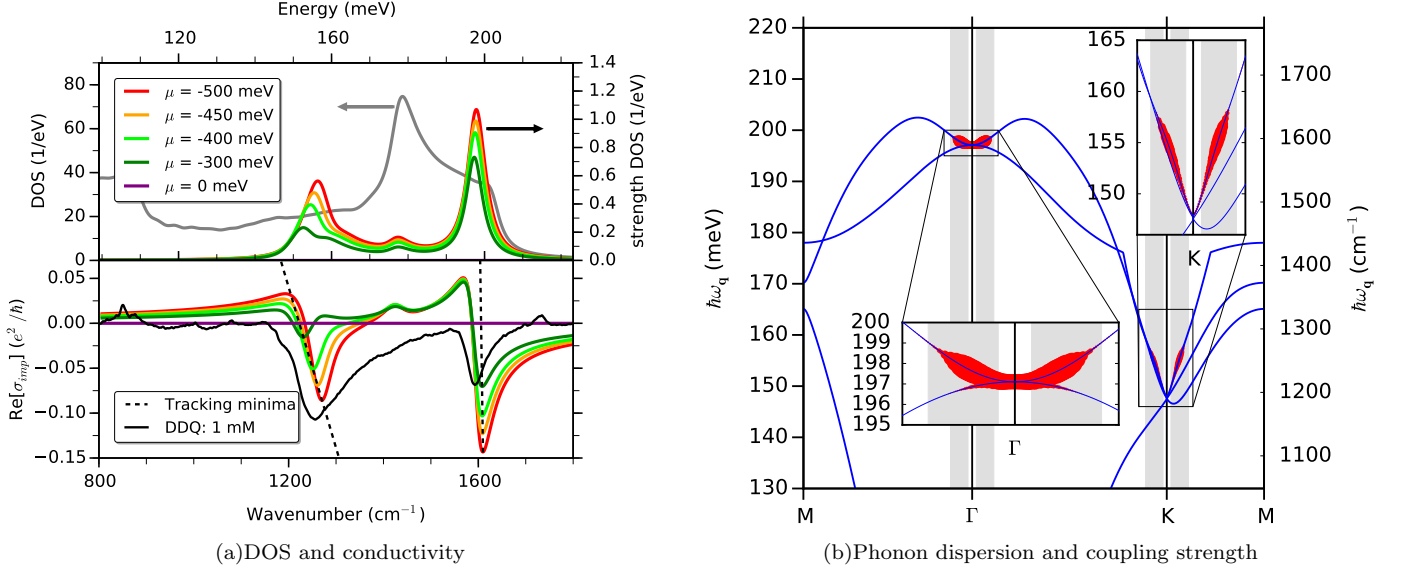 Energy (meV)
120 160 200
90
80
60
40
20
0
DOS (1/eV)
μ = -500 meV
μ = -450 meV
μ = -400 meV
μ = -300 meV
μ = 0 meV
1.4
1.2
1.0
0.8
0.6
0.4
0.2
0.0
strength DOS (1/eV)
0.05
0.00
−0.05
−0.10
−0.15
Re[σ_imp] (e²/ℏ)
Tracking minima
DDQ: 1 mM
800 1200 1600
Wavenumber (cm⁻¹)
(a)DOS and conductivity
220
210
200
190
180
170
160
150
140
130
ℏω_q (meV)
165
160
155
150
K
200
199
198
197
196
195
Γ
1700
1600
1500
1400
1300
1200
1100
ℏω_q (cm⁻¹)
M Γ K M
(b)Phonon dispersion and coupling strength